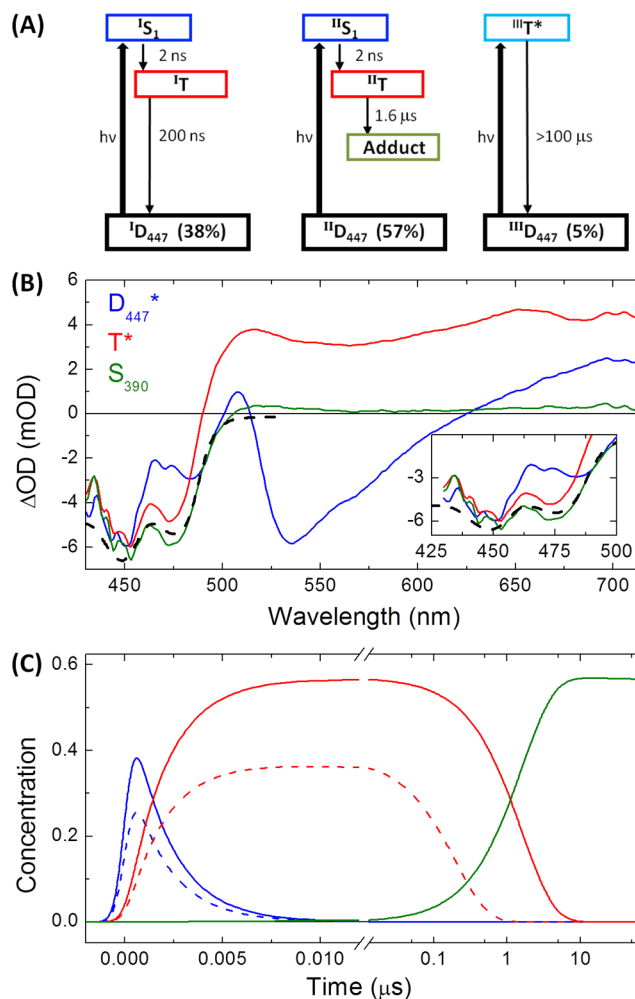 (A)
ᴵS₁ ᴵᴵS₁ ᴵᴵᴵT*
2 ns 2 ns
ᴵT ᴵᴵT
hν 200 ns hν 1.6 μs hν >100 μs
Adduct
ᴵD₄₄₇ (38%) ᴵᴵD₄₄₇ (57%) ᴵᴵᴵD₄₄₇ (5%)
(B)
D₄₄₇*
T*
S₃₉₀
ΔOD (mOD)
6
4
2
0
-2
-4
-6
-3
-6
425 450 475 500
450 500 550 600 650 700
Wavelength (nm)
(C)
Concentration
0.6
0.4
0.2
0.0
0.000 0.005 0.010 0.1 1 10
Time (μs)